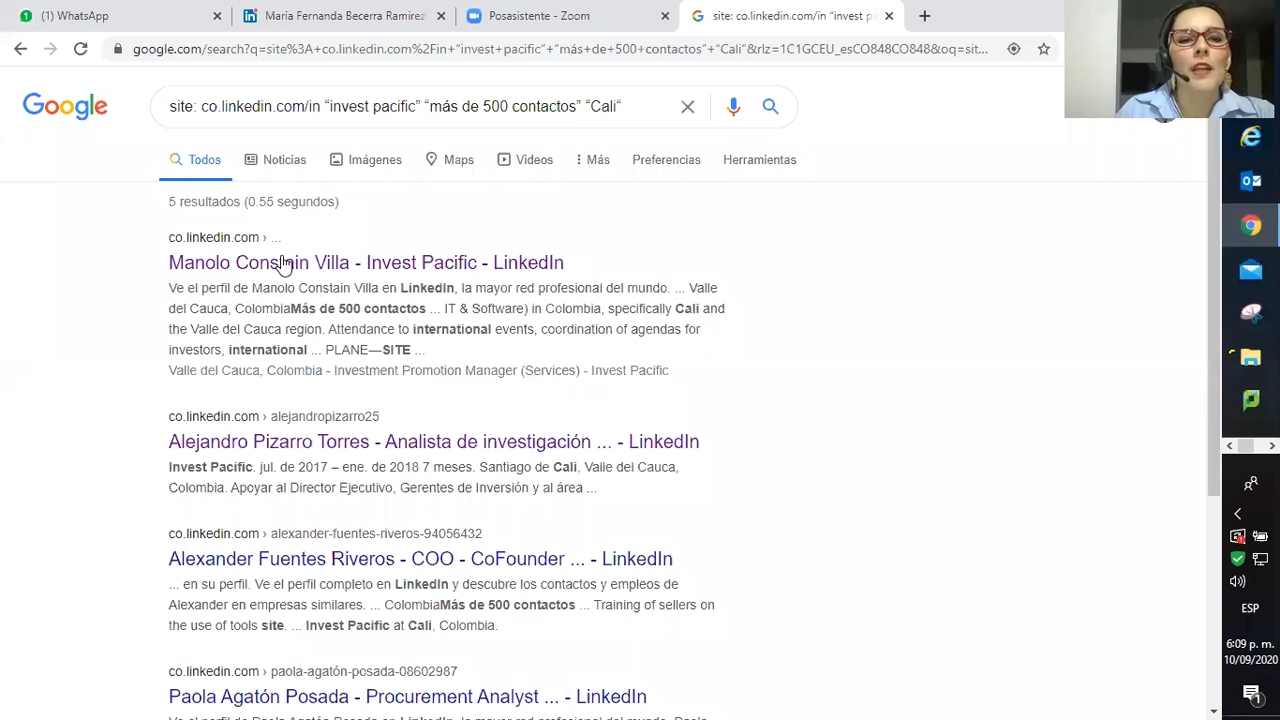 (1) WhatsApp
Maria Fernanda Becerra Ramírez
Posasistente - Zoom
site: co.linkedin.com/in “invest p
google.com/search?q=site%3A+co.linkedin.com%2Fin+“invest+pacific”+“más+de+500+contactos”+“Cali”&rlz=1C1GCEU_esCO848CO848&oq=sit...
Google
site: co.linkedin.com/in “invest pacific” “más de 500 contactos” “Cali“
Todos
Noticias
Imágenes
Maps
Videos
Más
Preferencias
Herramientas
5 resultados (0.55 segundos)
co.linkedin.com › ...
Manolo Constain Villa - Invest Pacific - LinkedIn
Ve el perfil de Manolo Constain Villa en Linkedin, la mayor red profesional del mundo. ... Valle
del Cauca, ColombiaMás de 500 contactos ... IT & Software) in Colombia, specifically Cali and
the Valle del Cauca region. Attendance to international events, coordination of agendas for
investors, international ... PLANE—SITE ...
Valle del Cauca, Colombia - Investment Promotion Manager (Services) - Invest Pacific
co.linkedin.com › alejandropizarro25
Alejandro Pizarro Torres - Analista de investigación ... - LinkedIn
Invest Pacific. jul. de 2017 – ene. de 2018 7 meses. Santiago de Cali, Valle del Cauca,
Colombia. Apoyar al Director Ejecutivo, Gerentes de Inversión y al área ...
co.linkedin.com › alexander-fuentes-riveros-94056432
Alexander Fuentes Riveros - COO - CoFounder ... - LinkedIn
... en su perfil. Ve el perfil completo en LinkedIn y descubre los contactos y empleos de
Alexander en empresas similares. ... ColombiaMás de 500 contactos ... Training of sellers on
the use of tools site. ... Invest Pacific at Cali, Colombia.
co.linkedin.com › paola-agatón-posada-08602987
Paola Agatón Posada - Procurement Analyst ... - LinkedIn
ESP
6:09 p. m.
10/09/2020